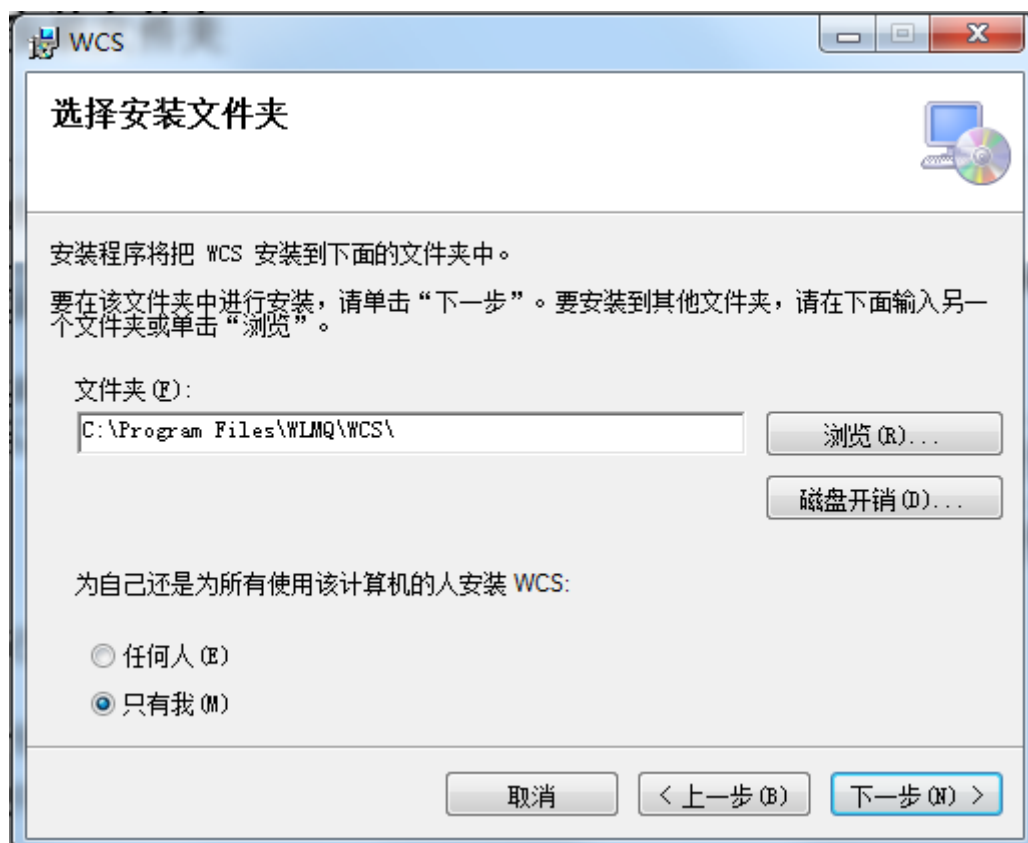 WCS
选择安装文件夹
安装程序将把 WCS 安装到下面的文件夹中。
要在该文件夹中进行安装，请单击“下一步”。要安装到其他文件夹，请在下面输入另一
个文件夹或单击“浏览”。
文件夹(F):
C:\Program Files\WLMQ\WCS\
浏览(R)...
磁盘开销(D)...
为自己还是为所有使用该计算机的人安装 WCS:
任何人(E)
只有我(M)
取消
< 上一步(B)
下一步(N) >